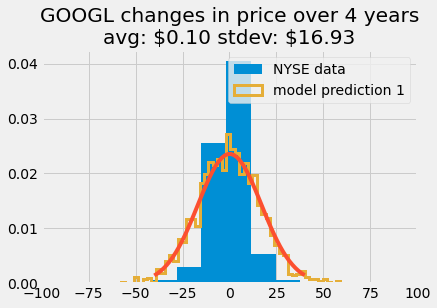 GOOGL changes in price over 4 years
avg: $0.10 stdev: $16.93
0.04
0.03
0.02
0.01
0.00
NYSE data
model prediction 1
−100 −75 −50 −25 0 25 50 75 100